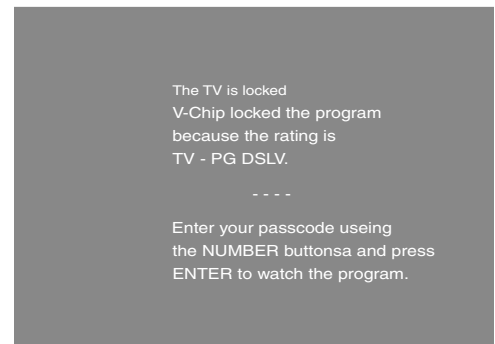 The TV is locked
V-Chip locked the program
because the rating is
TV - PG DSLV.
- - - -
Enter your passcode useing
the NUMBER buttonsa and press
ENTER to watch the program.